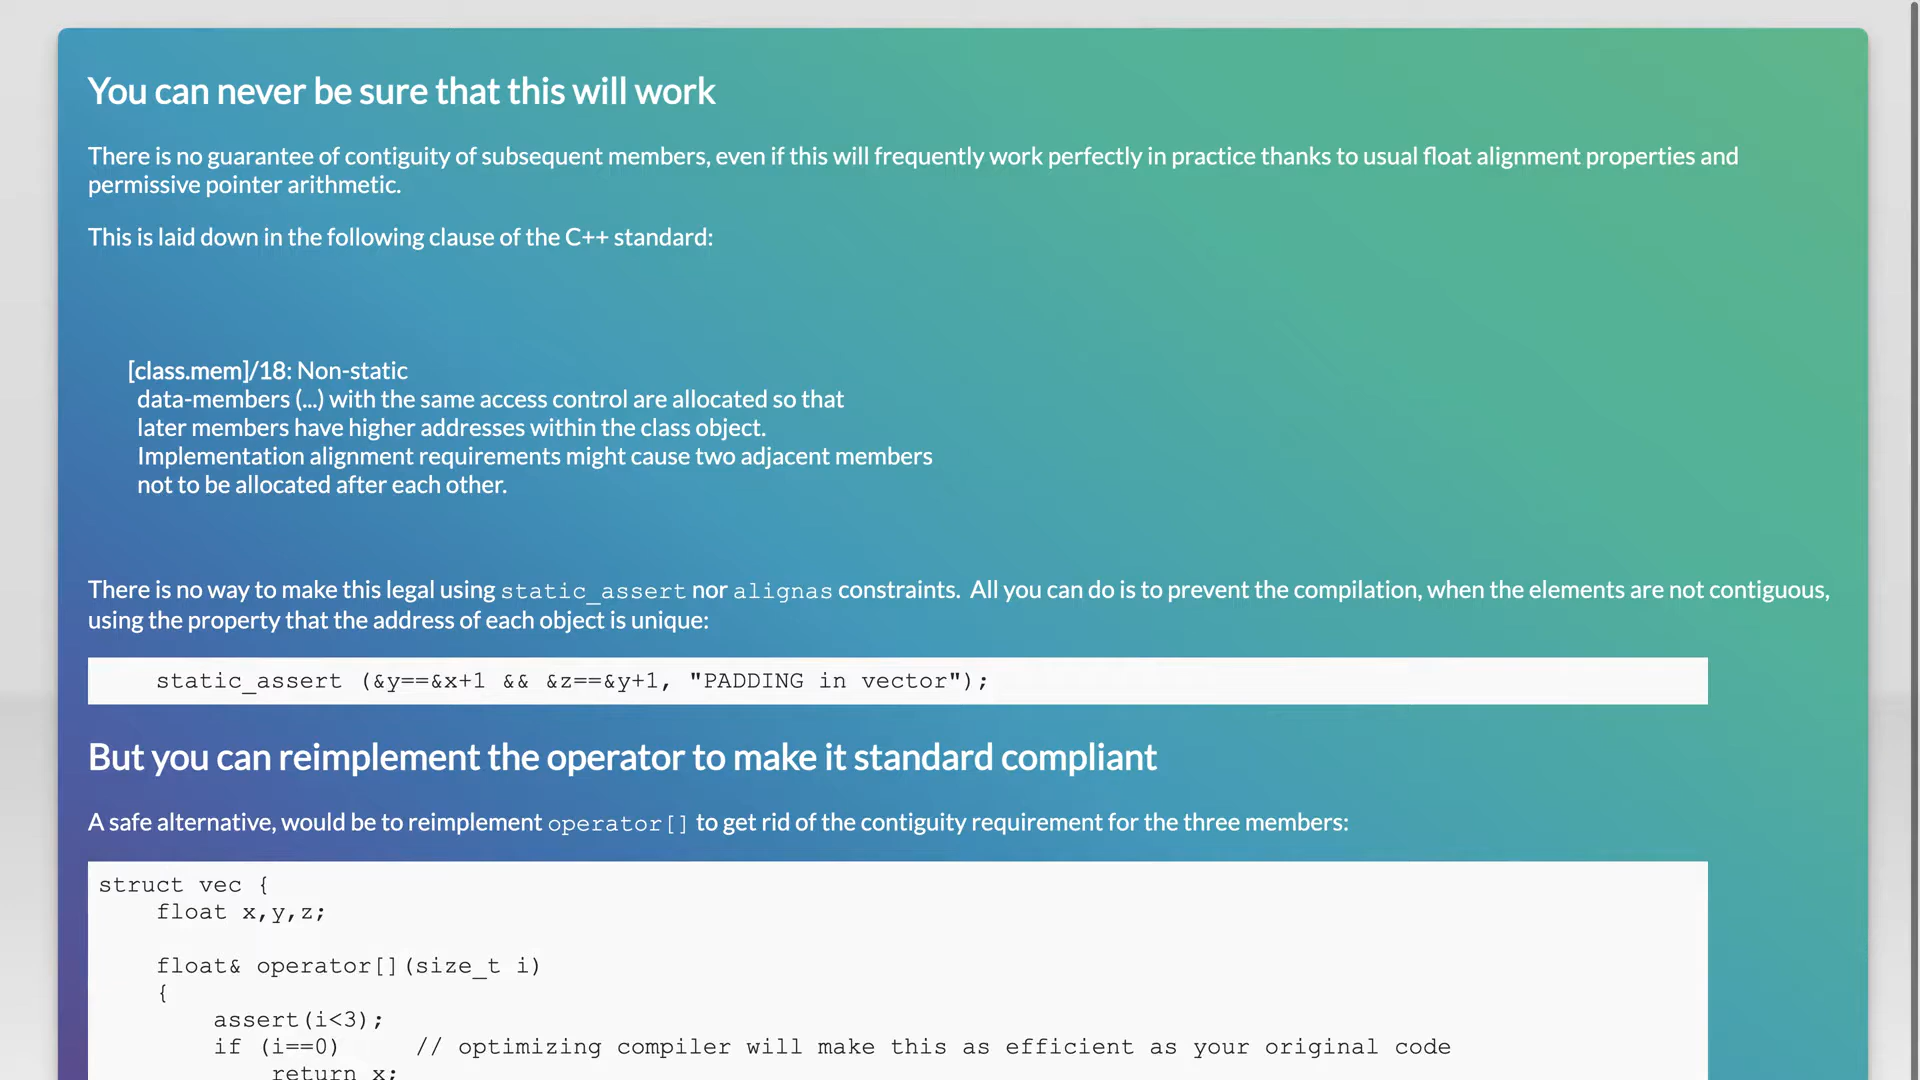 You can never be sure that this will work
There is no guarantee of contiguity of subsequent members, even if this will frequently work perfectly in practice thanks to usual float alignment properties and
permissive pointer arithmetic.
This is laid down in the following clause of the C++ standard:
[class.mem]/18: Non-static
data-members (...) with the same access control are allocated so that
later members have higher addresses within the class object.
Implementation alignment requirements might cause two adjacent members
not to be allocated after each other.
There is no way to make this legal using static_assert nor alignas constraints.  All you can do is to prevent the compilation, when the elements are not contiguous,
using the property that the address of each object is unique:
    static_assert (&y==&x+1 && &z==&y+1, "PADDING in vector");
But you can reimplement the operator to make it standard compliant
A safe alternative, would be to reimplement operator[] to get rid of the contiguity requirement for the three members:
struct vec {
    float x,y,z;
    float& operator[](size_t i)
    {
        assert(i<3);
        if (i==0)     // optimizing compiler will make this as efficient as your original code
            return x;